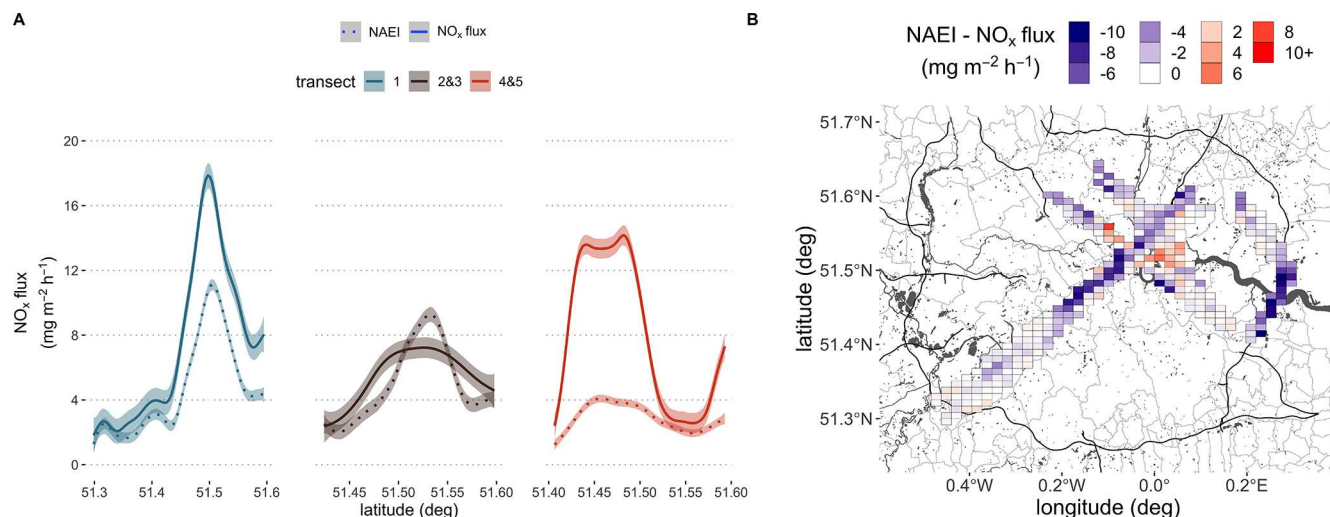 A
NAEI NOₓ flux
transect 1 2&3 4&5
NOₓ flux
(mg m⁻² h⁻¹)
20
16
12
8
4
0
51.3 51.4 51.5 51.6
51.45 51.50 51.55 51.60
51.40 51.45 51.50 51.55 51.60
latitude (deg)
B
NAEI - NOₓ flux
(mg m⁻² h⁻¹)
-10 -4 2 8
-8 -2 4 10+
-6 0 6
latitude (deg)
51.7°N
51.6°N
51.5°N
51.4°N
51.3°N
0.4°W 0.2°W 0.0° 0.2°E
longitude (deg)